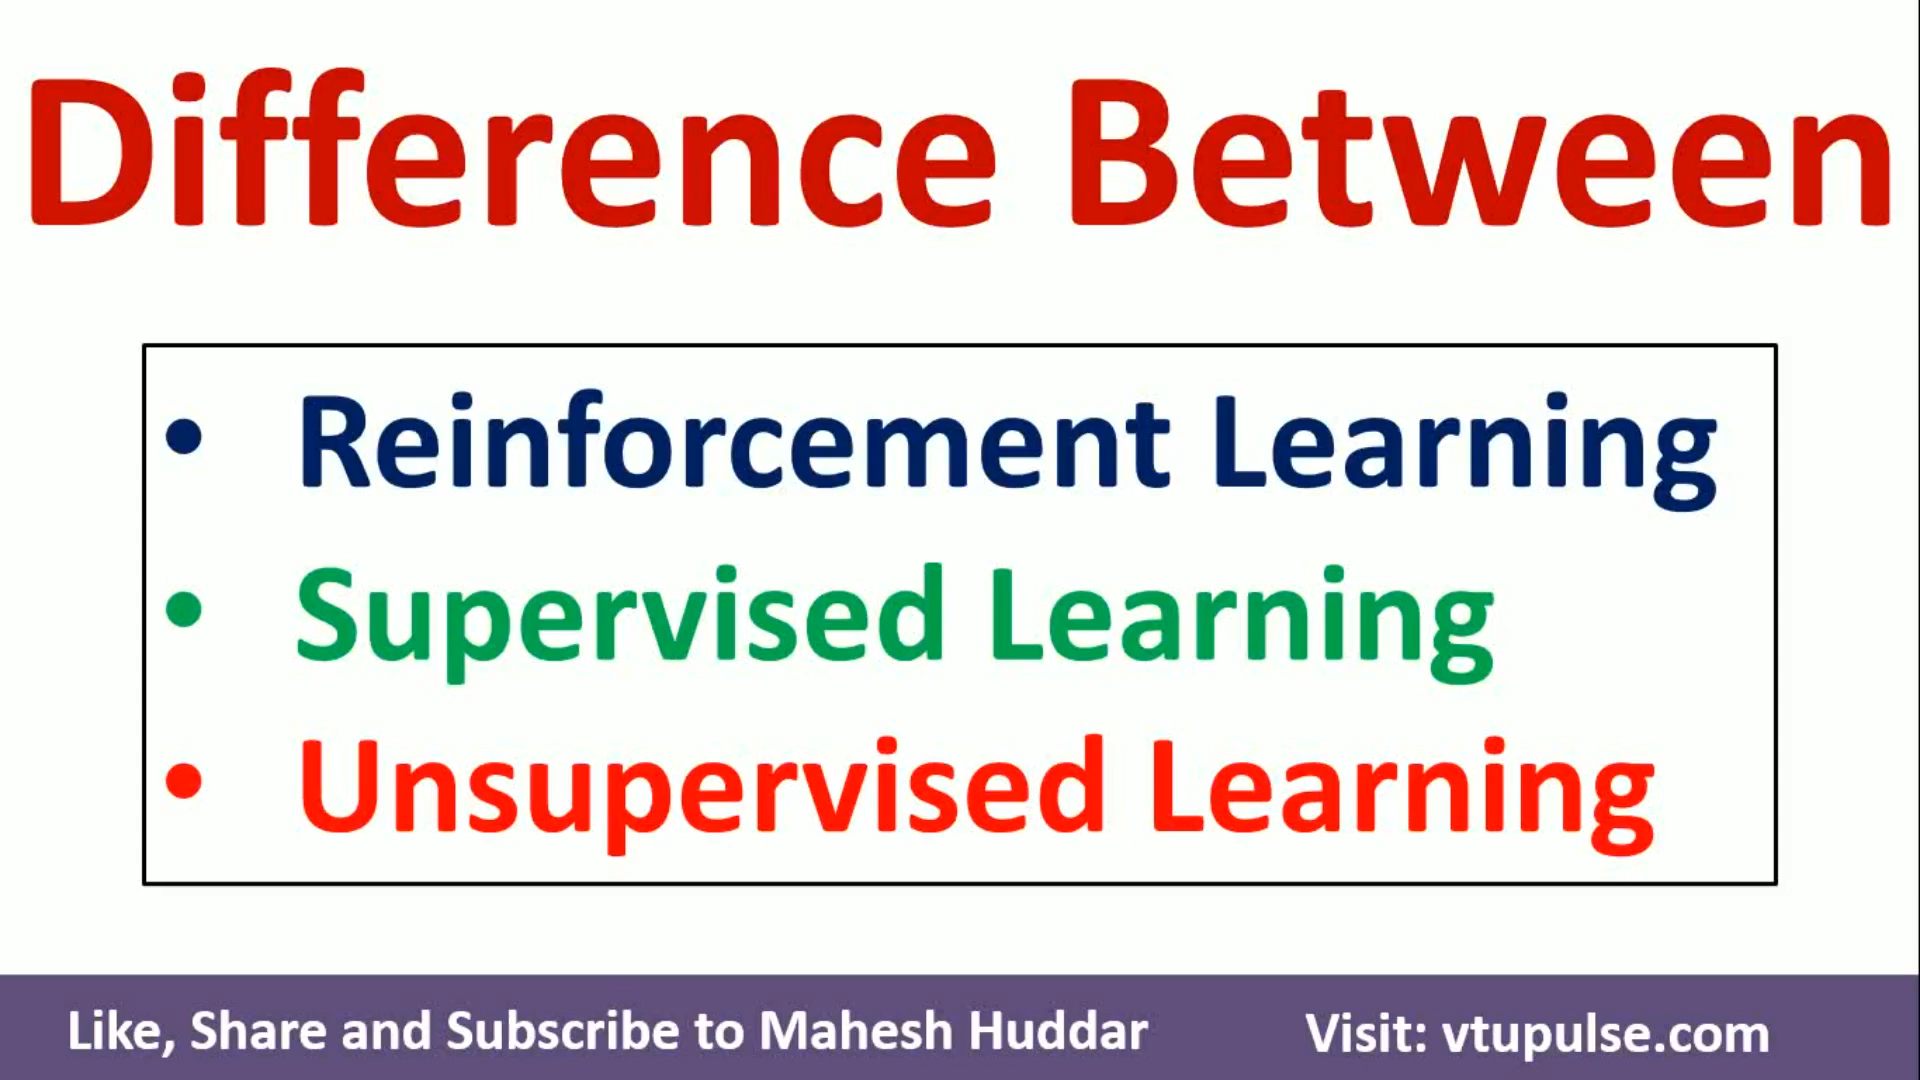 Difference Between
• Reinforcement Learning
• Supervised Learning
• Unsupervised Learning
Like, Share and Subscribe to Mahesh Huddar Visit: vtupulse.com